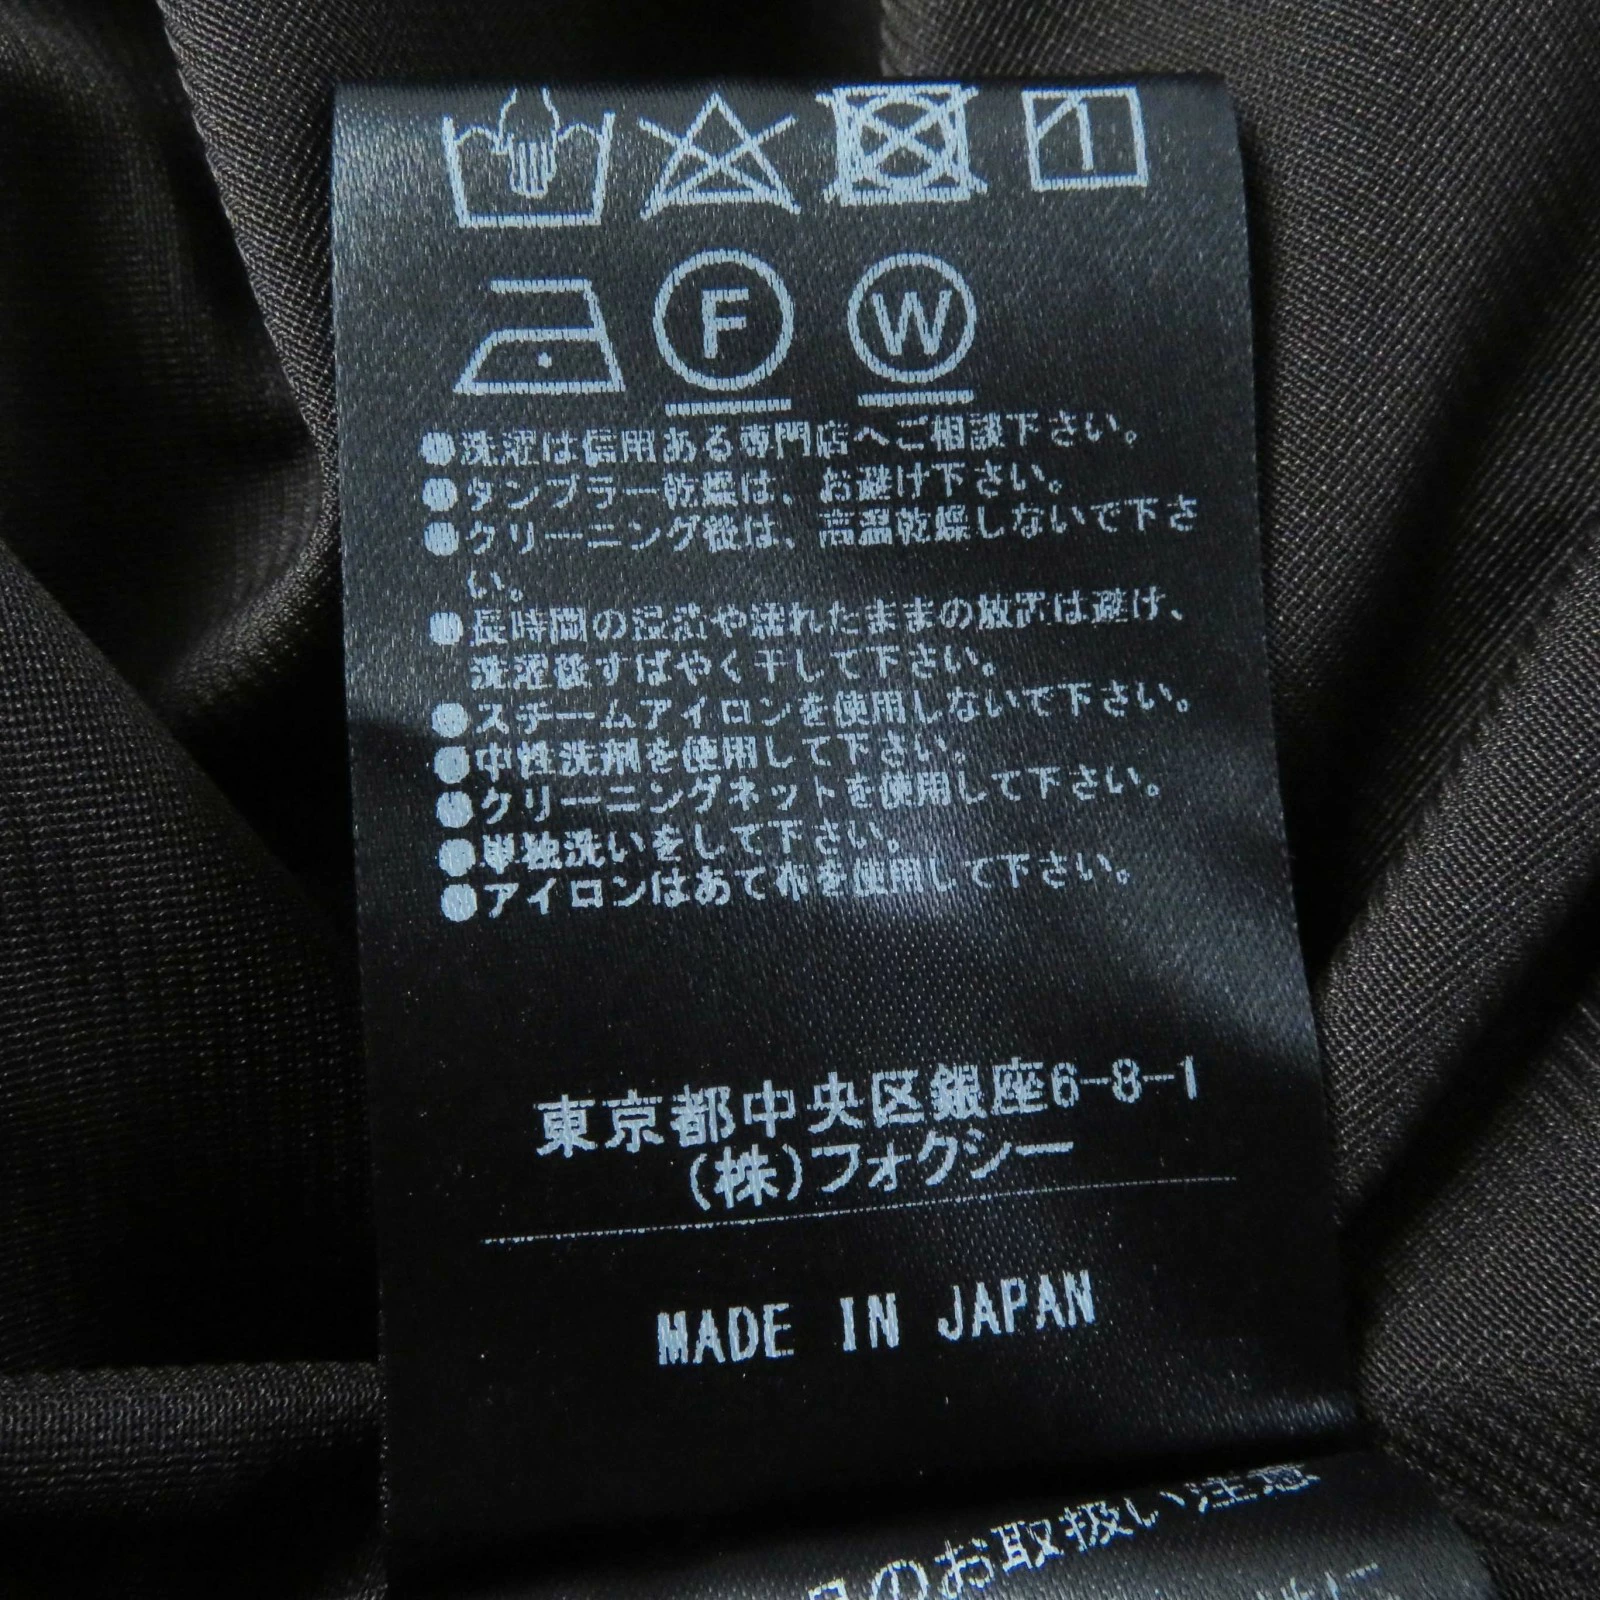 F W
●洗濯は信用ある専門店へご相談下さい。
●タンブラー乾燥は、お避け下さい。
●クリーニング後は、高温乾燥しないで下さ
い。
●長時間の浸漬や濡れたままの放置は避け、
洗濯後すばやく干して下さい。
●スチームアイロンを使用しないで下さい。
●中性洗剤を使用して下さい。
●クリーニングネットを使用して下さい。
●単独洗いをして下さい。
●アイロンはあて布を使用して下さい。
東京都中央区銀座6-8-1
(株)フォクシー
MADE IN JAPAN
のお取扱い注意